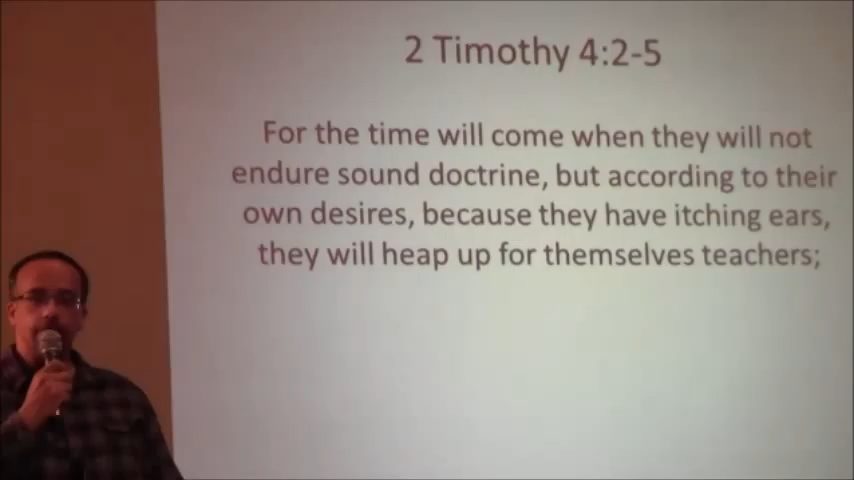 2 Timothy 4:2-5
For the time will come when they will not
endure sound doctrine, but according to their
own desires, because they have itching ears,
they will heap up for themselves teachers;